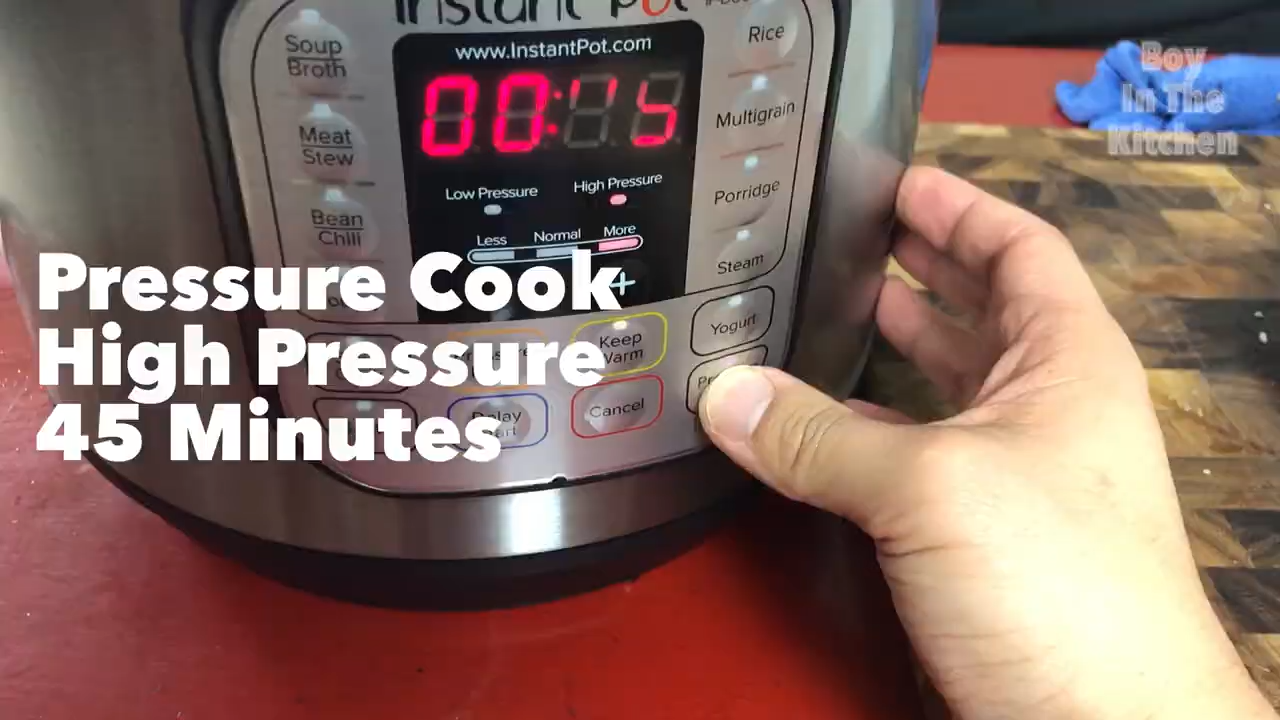 Instant Pot
www.InstantPot.com
Soup
Broth
Meat
Stew
Bean
Chili
Rice
Multigrain
Porridge
Steam
Low Pressure
High Pressure
Less Normal More
+
Yogurt
Keep
Warm
Delay
Cancel
Pressure Cook
High Pressure
45 Minutes
Boy
In The
Kitchen